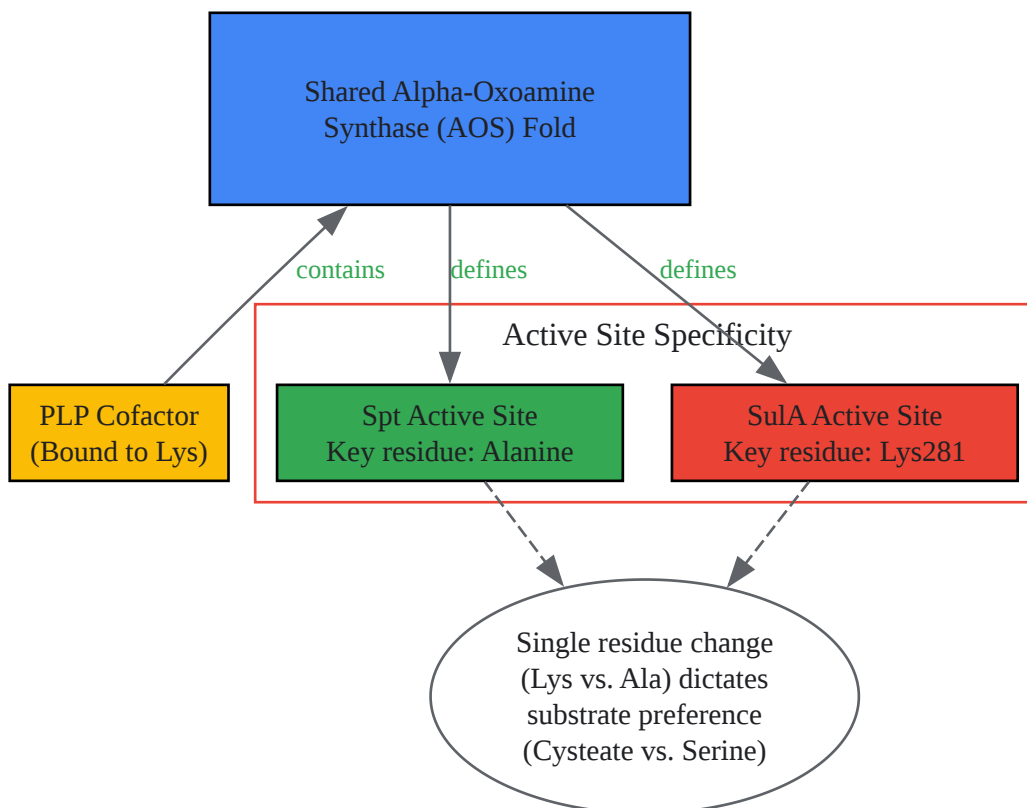 Shared Alpha-Oxoamine
Synthase (AOS) Fold
contains
defines
defines
Active Site Specificity
PLP Cofactor
(Bound to Lys)
Spt Active Site
Key residue: Alanine
SulA Active Site
Key residue: Lys281
Single residue change
(Lys vs. Ala) dictates
substrate preference
(Cysteate vs. Serine)